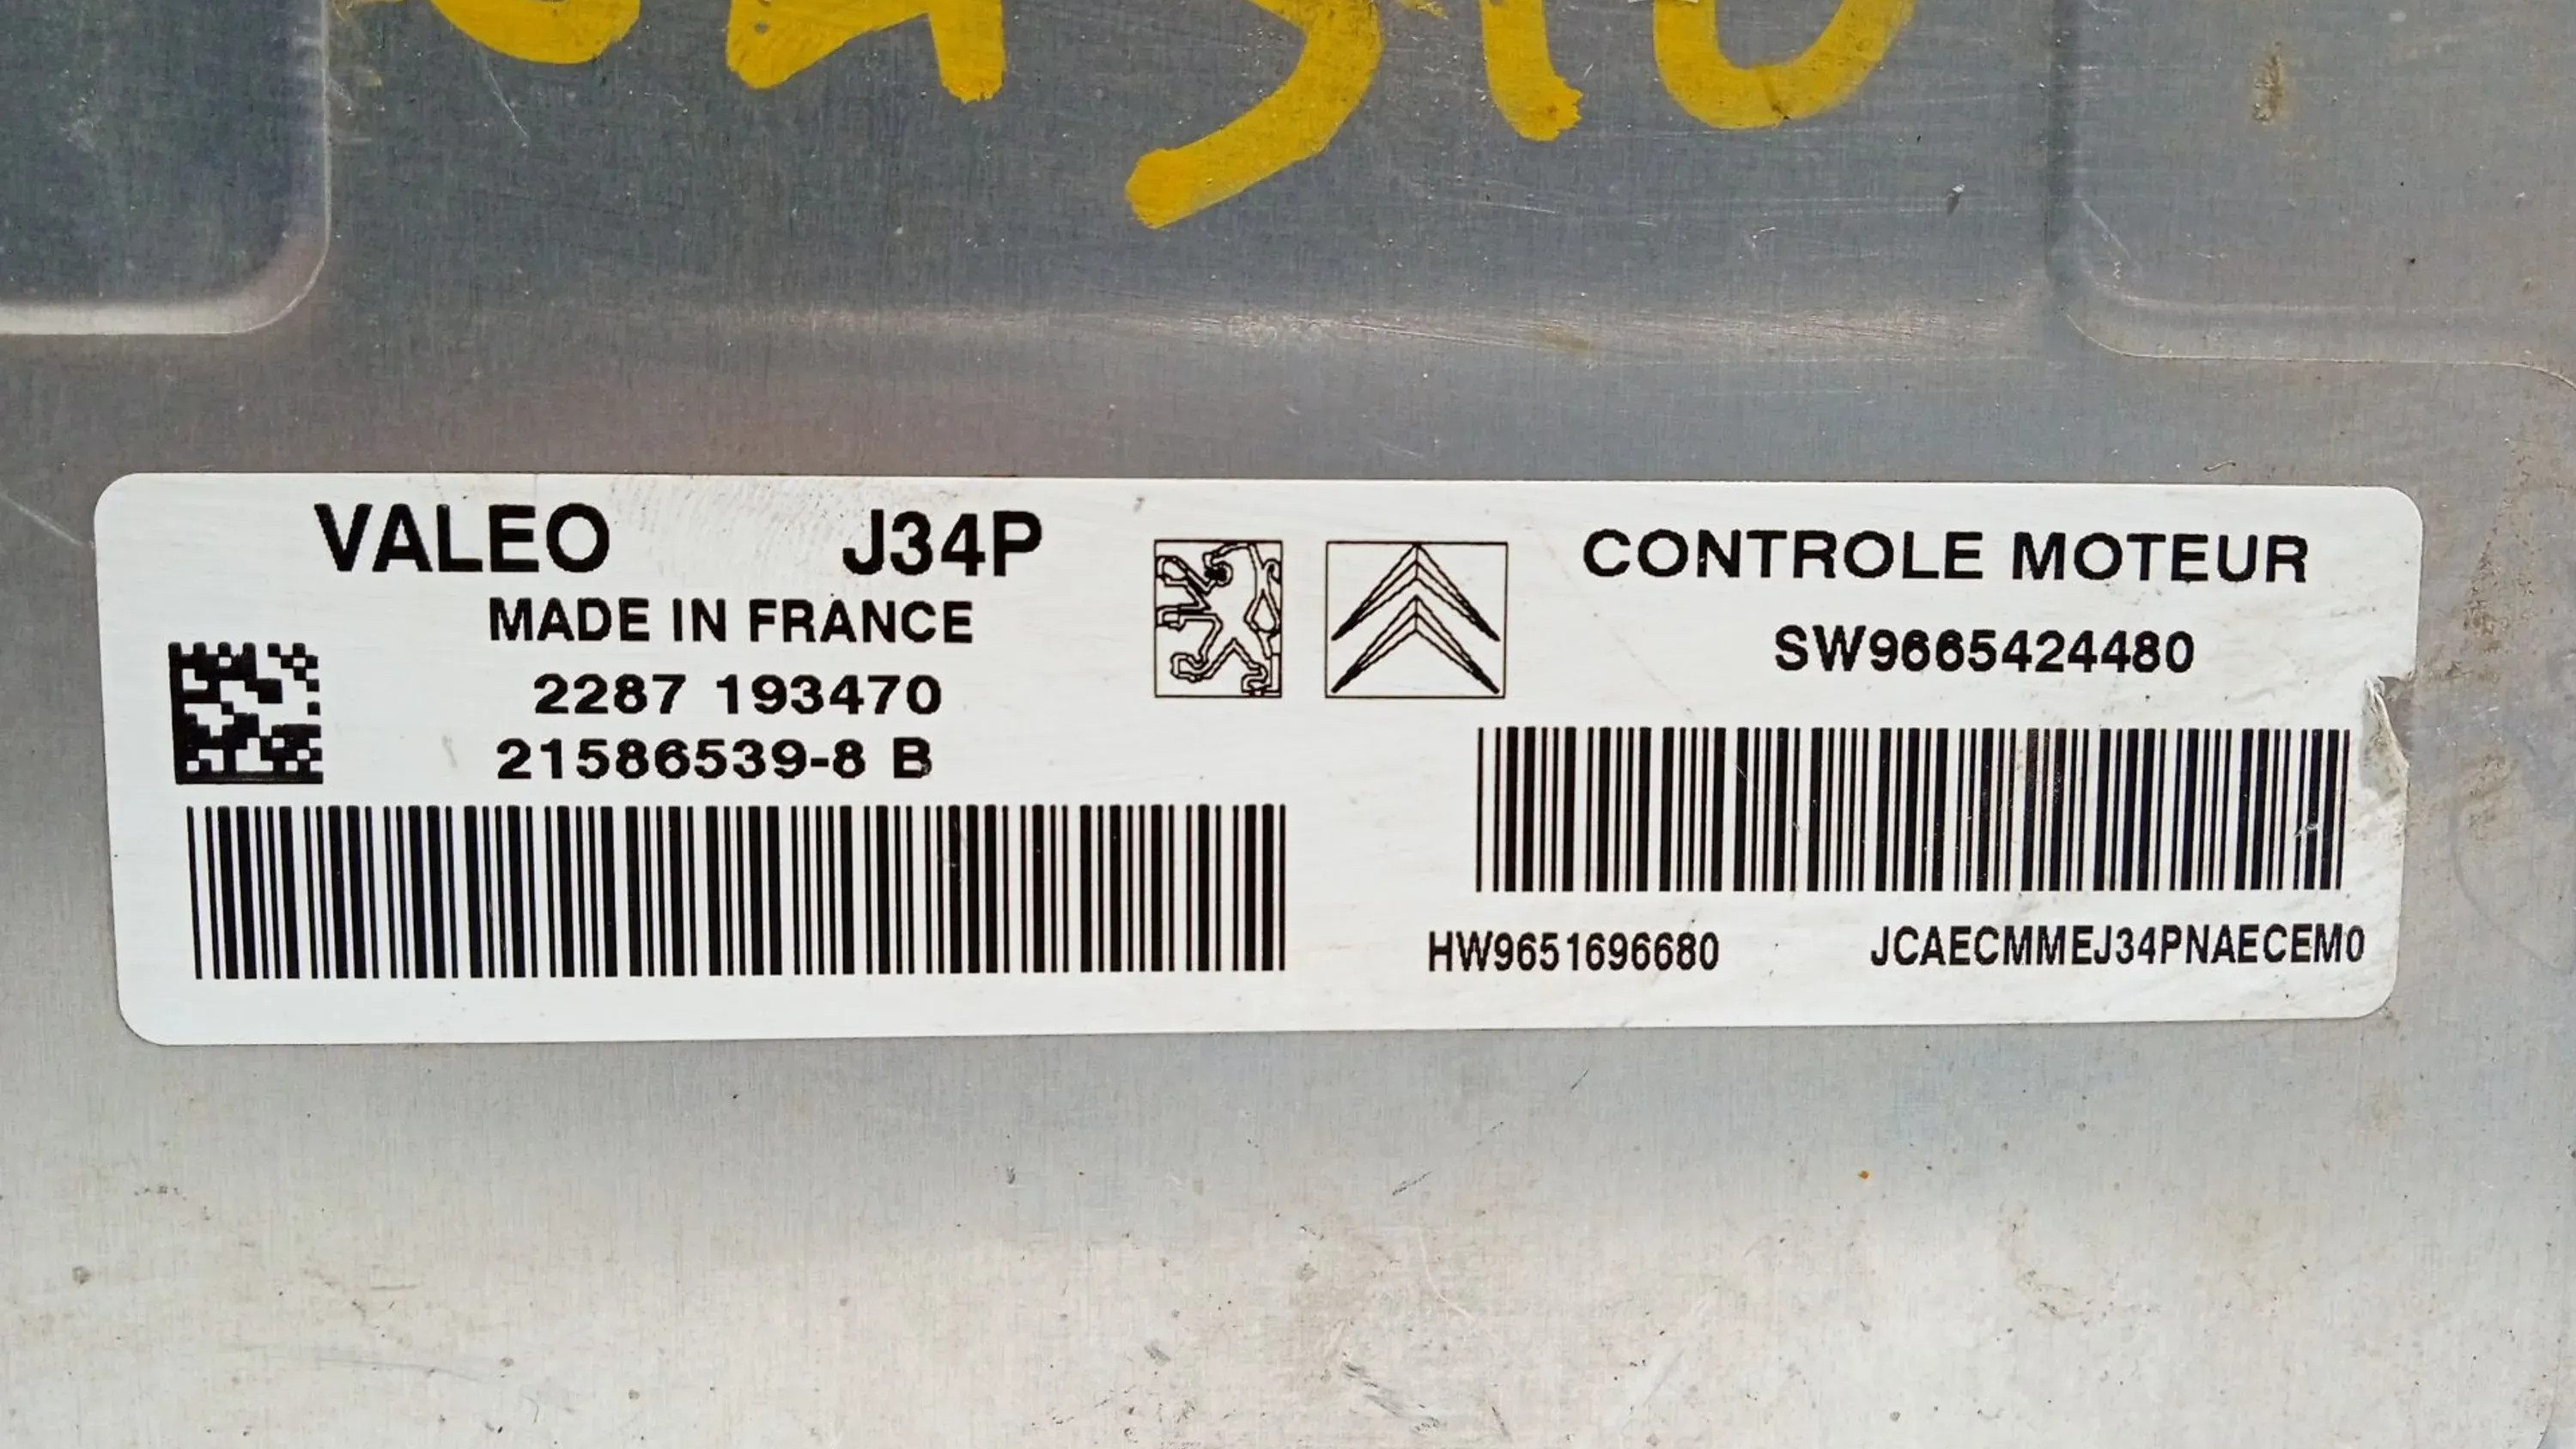 VALEO J34P
MADE IN FRANCE
2287 193470
21586539-8 B
CONTROLE MOTEUR
SW9665424480
HW9651696680 JCAECMMEJ34PNAECEM0